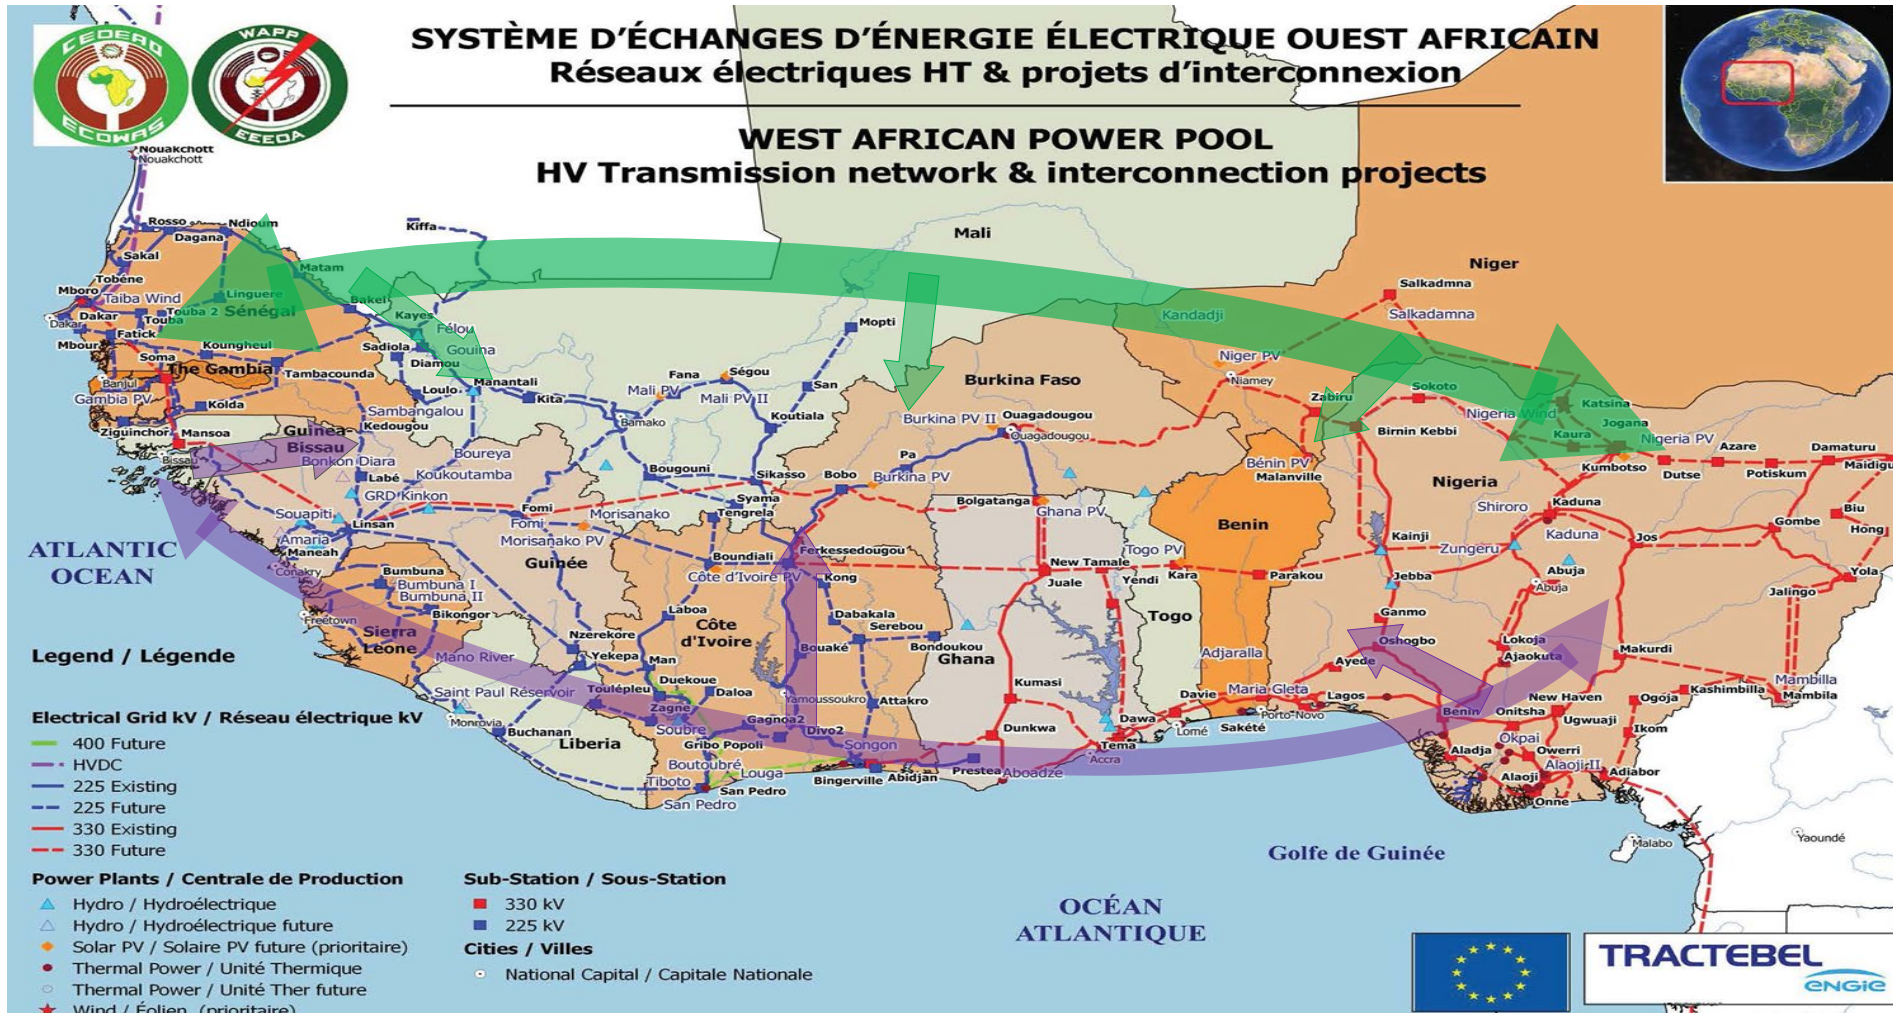 CEDEAO
ECOWAS
WAPP
EEEOA
SYSTÈME D'ÉCHANGES D'ÉNERGIE ÉLECTRIQUE OUEST AFRICAIN
Réseaux électriques HT & projets d'interconnexion
WEST AFRICAN POWER POOL
HV Transmission network & interconnection projects
Nouakchott
Nouakchott
Rosso
Ndioum
Dagana
Sakal
Kiffa
Mali
Niger
Tobéne
Matam
Mboro
Taiba Wind
Linguere
Bakel
Salkadmna
Salkadamna
Kandadji
Dakar
Dakar
Touba 2
Touba
Sénégal
Kayes
Félou
Gouina
Mopti
Fatick
Mbour
Koungheul
Sadiola
Diamou
Soma
The Gambia
Tambacounda
Banjul
Gambia PV
Loulo
Manantali
Kita
Fana
Ségou
Mali PV
Mali PV II
San
Burkina Faso
Niger PV
Niamey
Zabiru
Sokoto
Katsina
Nigeria Wind
Jogana
Kolda
Sambangalou
Kedougou
Bamako
Koutiala
Burkina PV II
Ouagadougou
Ouagadougou
Birnin Kebbi
Kaura
Nigeria PV
Azare
Damaturu
Ziguinchor
Mansoa
Guinea-
Bissau
Bissau
Boureya
Bonkon Diara
Koukoutamba
Labé
Bougouni
Sikasso
Pa
Bobo
Burkina PV
Bénin PV
Malanville
Nigeria
Kumbotso
Dutse
Potiskum
Maidigu
GRD Kinkon
Syama
Tengrela
Bolgatanga
Ghana PV
Benin
Shiroro
Kaduna
Kaduna
Biu
Gombe
Hong
Souapiti
Linsan
Fomi
Fomi
Morisanako
Morisanako PV
Amaria
Maneah
Conakry
Guinée
Boundiali
Ferkessedougou
Côte d'Ivoire PV
Kong
New Tamale
Juale
Togo PV
Yendi
Kara
Parakou
Kainji
Zungeru
Jos
Jebba
Abuja
Abuja
Yola
Jalingo
ATLANTIC
OCEAN
Bumbuna
Bumbuna I
Bumbuna II
Bikongor
Freetown
Sierra
Leone
Laboa
Côte
d'Ivoire
Dabakala
Serebou
Bondoukou
Ghana
Togo
Ganmo
Oshogbo
Lokoja
Ajaokuta
Makurdi
Nzerekore
Yekepa
Man
Bouaké
Adjaralla
Ayede
Mano River
Saint Paul Réservoir
Toulépleu
Duekoue
Daloa
Yamoussoukro
Attakro
Kumasi
Davie
Maria Gleta
Lagos
New Haven
Ogoja
Kashimbilla
Mambilla
Mambila
Monrovia
Buchanan
Liberia
Zagne
Soubre
Gagnoa2
Divo2
Gribo Popoli
Songon
Dunkwa
Dawa
Tema
Accra
Lomé
Sakété
Porto-Novo
Benin
Onitsha
Ugwuaji
Ikom
Okpai
Aladja
Owerri
Boutoubré
Louga
Tiboto
San Pedro
San Pedro
Bingerville
Abidjan
Prestea
Aboadze
Alaoji
Alaoji II
Adiabor
Onne
Malabo
Yaoundé
Golfe de Guinée
OCÉAN
ATLANTIQUE
Legend / Légende
Electrical Grid kV / Réseau électrique kV
400 Future
HVDC
225 Existing
225 Future
330 Existing
330 Future
Power Plants / Centrale de Production
Hydro / Hydroélectrique
Hydro / Hydroélectrique future
Solar PV / Solaire PV future (prioritaire)
Thermal Power / Unité Thermique
Thermal Power / Unité Ther future
Wind / Éolien (prioritaire)
Sub-Station / Sous-Station
330 kV
225 kV
Cities / Villes
National Capital / Capitale Nationale
TRACTEBEL
ENGIE